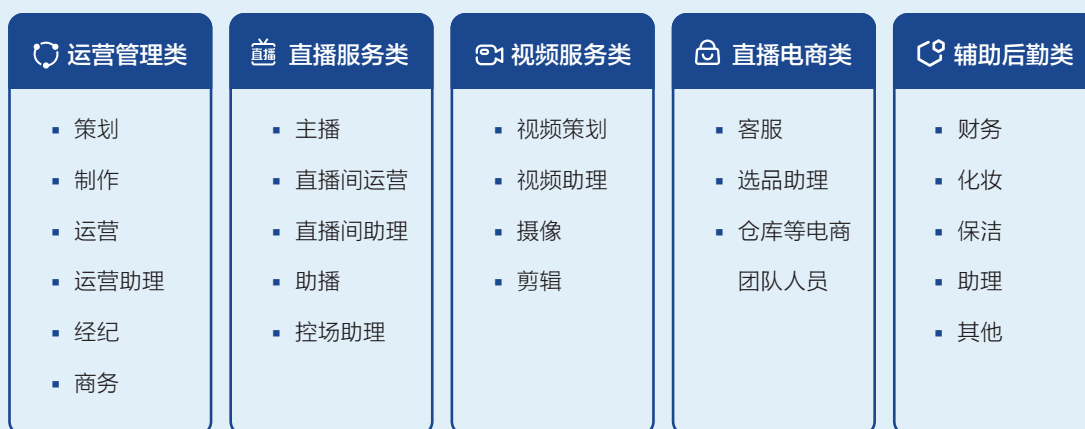 运营管理类
策划
制作
运营
运营助理
经纪
商务
直播
直播服务类
主播
直播间运营
直播间助理
助播
控场助理
视频服务类
视频策划
视频助理
摄像
剪辑
直播电商类
客服
选品助理
仓库等电商
团队人员
辅助后勤类
财务
化妆
保洁
助理
其他